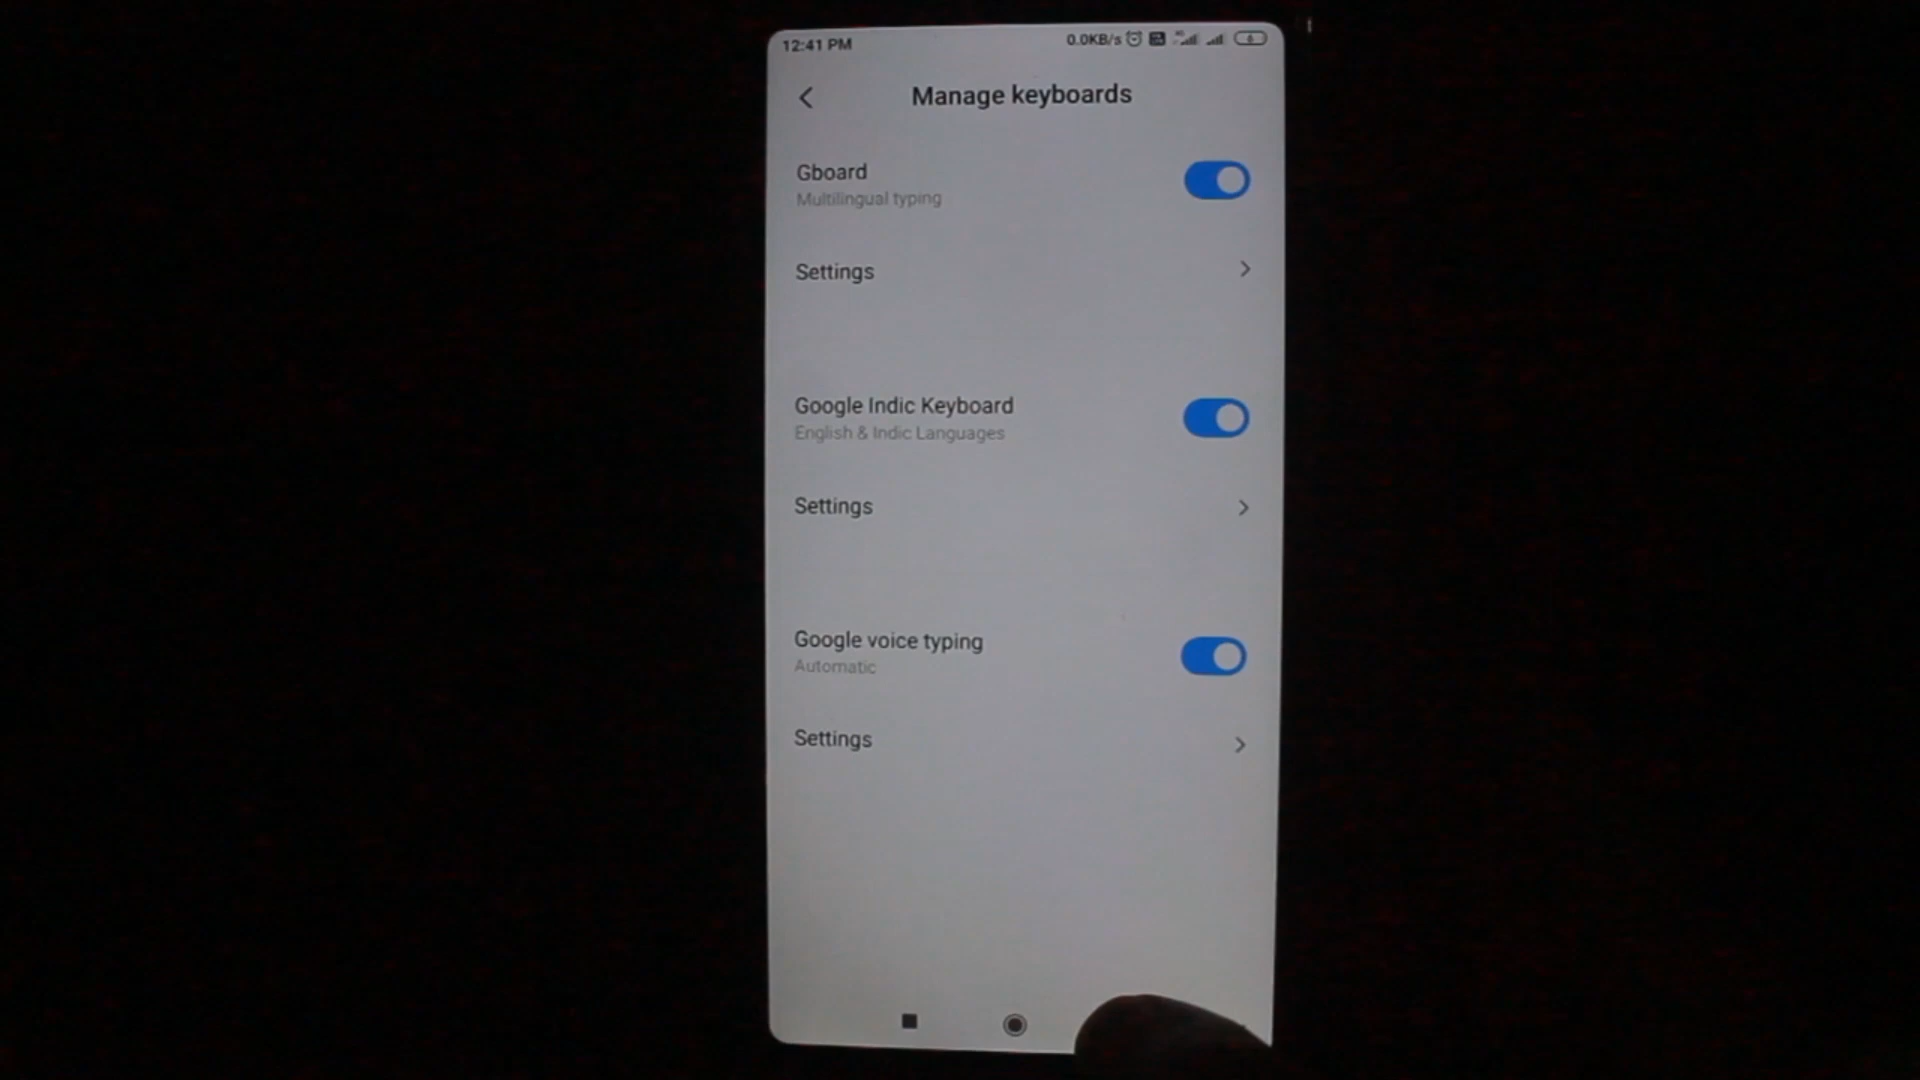 12:41 PM 0.0KB/s
Manage keyboards
Gboard
Multilingual typing
Settings
Google Indic Keyboard
English & Indic Languages
Settings
Google voice typing
Automatic
Settings